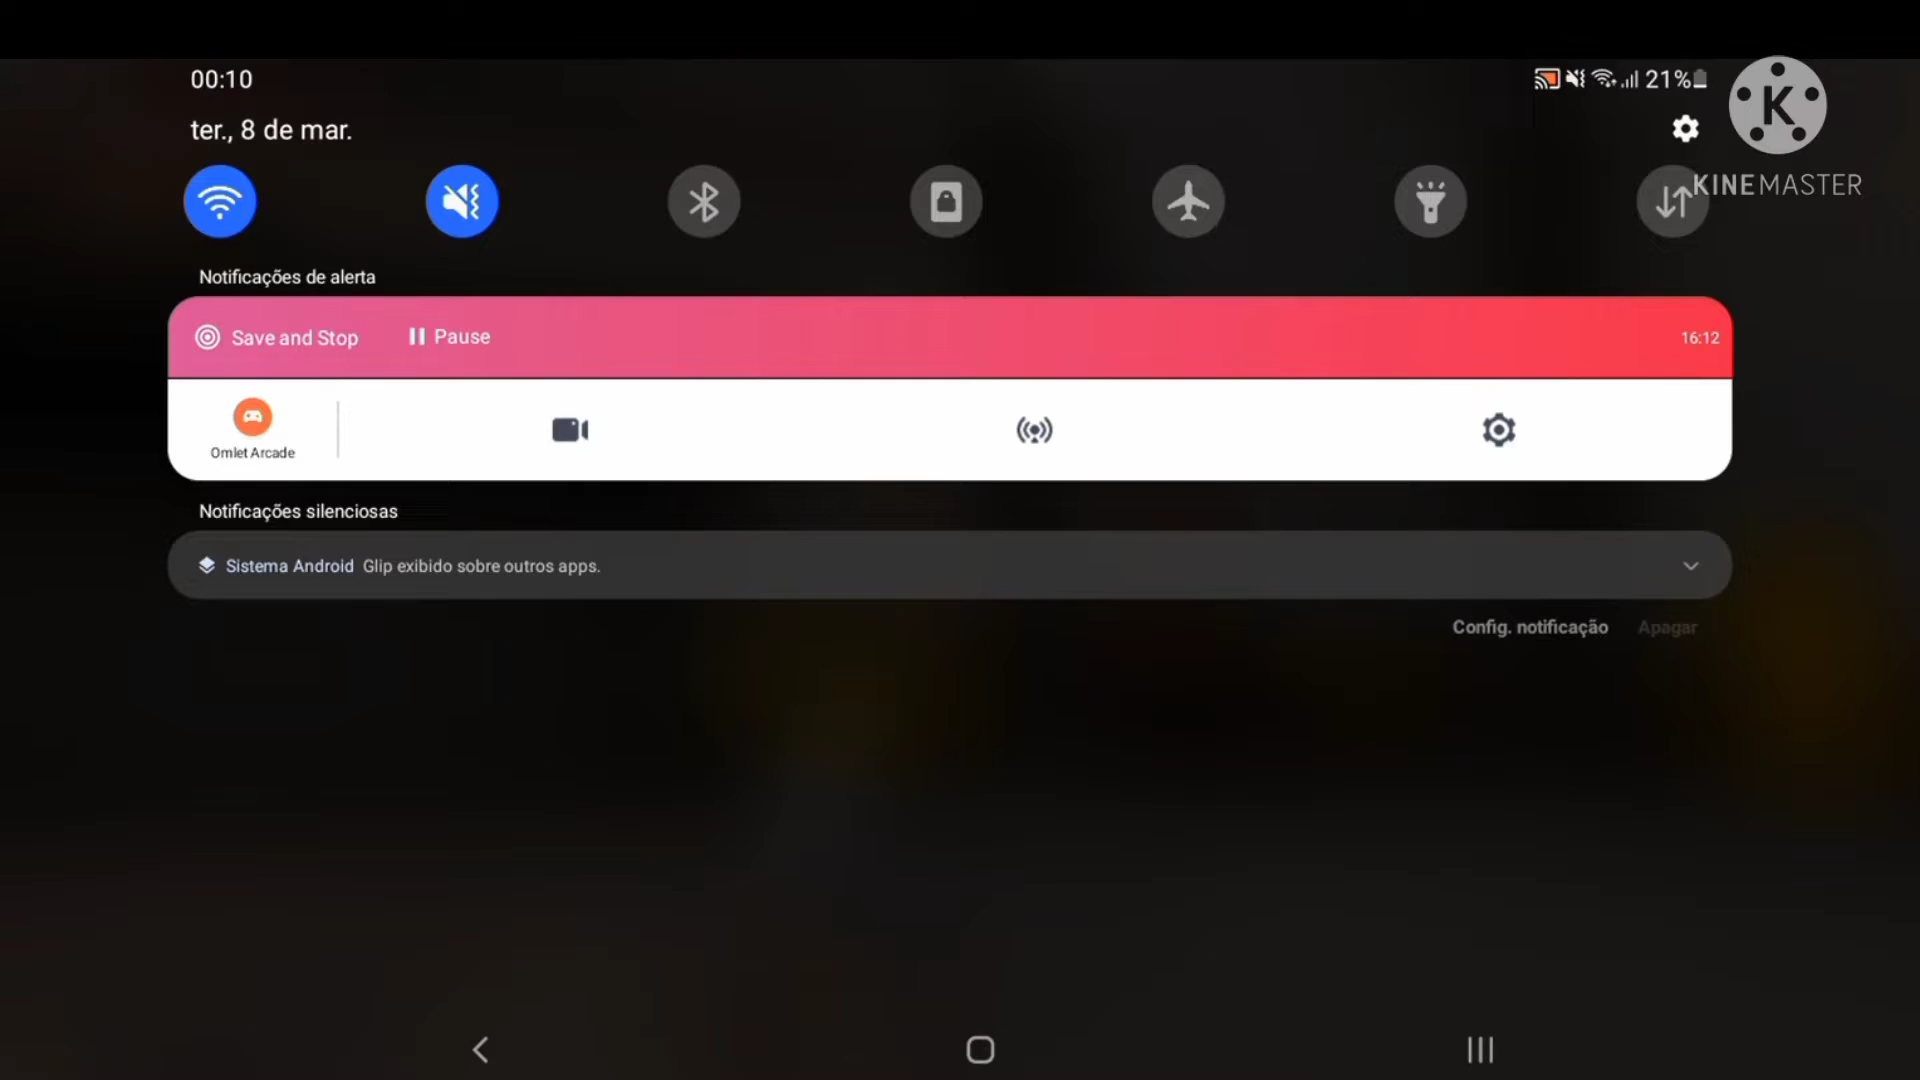 00:10
21%
ter., 8 de mar.
K
KINEMASTER
Notificações de alerta
Save and Stop
Pause
16:12
Omlet Arcade
Notificações silenciosas
Sistema Android Glip exibido sobre outros apps.
Config. notificação
Apagar